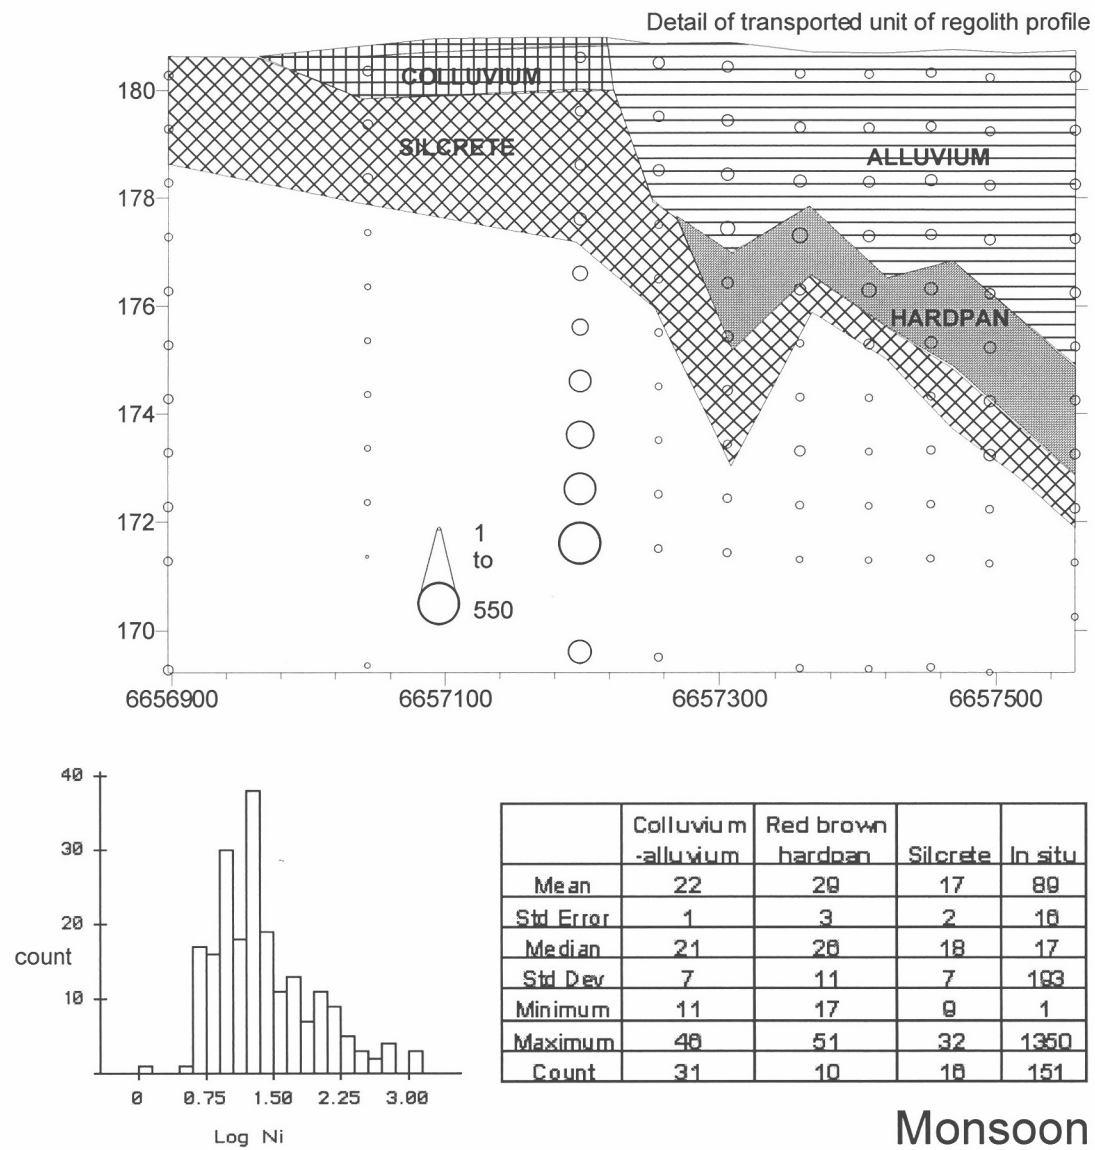 Detail of transported unit of regolith profile
180
178
176
174
172
170
COLLUVIUM
SILCRETE
ALLUVIUM
HARDPAN
1
to
550
6656900 6657100 6657300 6657500
40
30
20
10
count
0 0.75 1.50 2.25 3.00
Log Ni
Colluvium Red brown
-alluvium hardpan Silcrete In situ
Mean 22 29 17 89
Std Error 1 3 2 16
Median 21 26 18 17
Std Dev 7 11 7 193
Minimum 11 17 9 1
Maximum 46 51 32 1350
Count 31 10 16 151
Monsoon